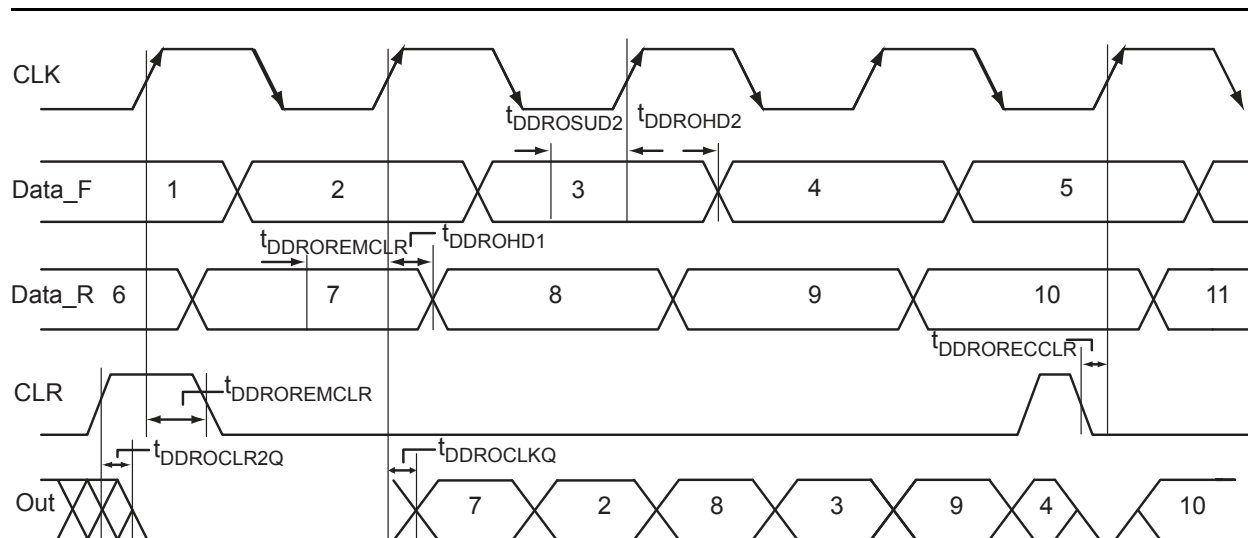 CLK
tDDROSUD2 tDDROHD2
Data_F 1 2 3 4 5
tDDROREMCLR tDDROHD1
Data_R 6 7 8 9 10 11
tDDRORECCLR
CLR tDDROREMCLR
tDDROCLR2Q tDDROCLKQ
Out 7 2 8 3 9 4 10